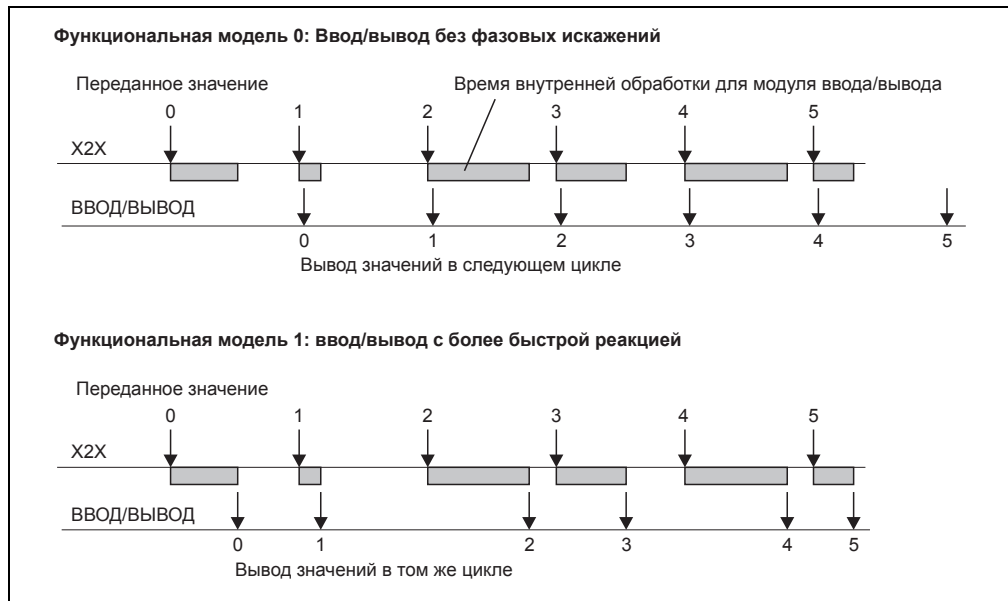 Функциональная модель 0: Ввод/вывод без фазовых искажений
Переданное значение
Время внутренней обработки для модуля ввода/вывода
0 1 2 3 4 5
X2X
ВВОД/ВЫВОД
0 1 2 3 4 5
Вывод значений в следующем цикле
Функциональная модель 1: ввод/вывод с более быстрой реакцией
Переданное значение
0 1 2 3 4 5
X2X
ВВОД/ВЫВОД
0 1 2 3 4 5
Вывод значений в том же цикле